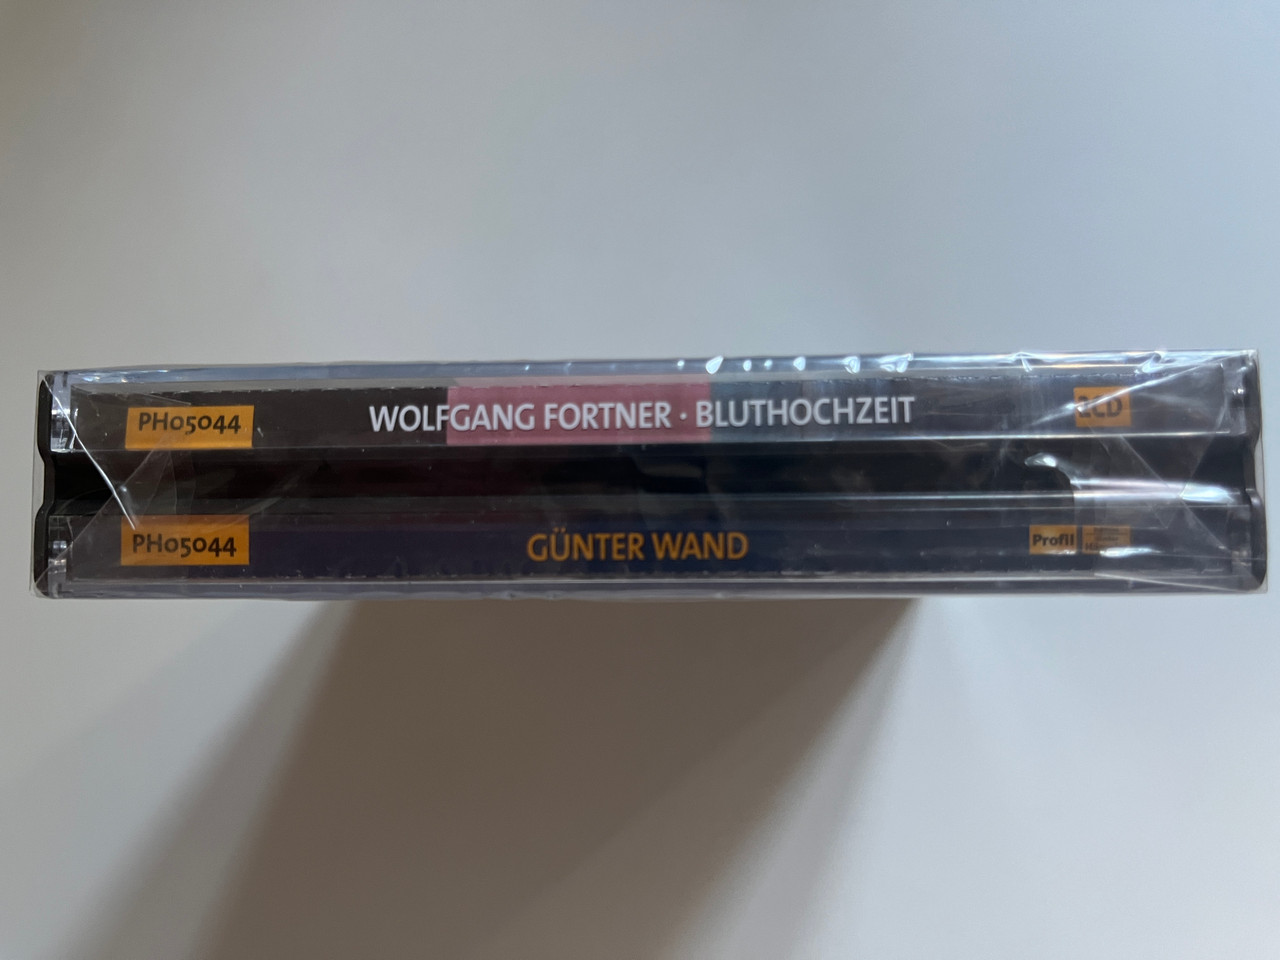 PH05044 WOLFGANG FORTNER · BLUTHOCHZEIT 2CD
PH05044 GÜNTER WAND Profil